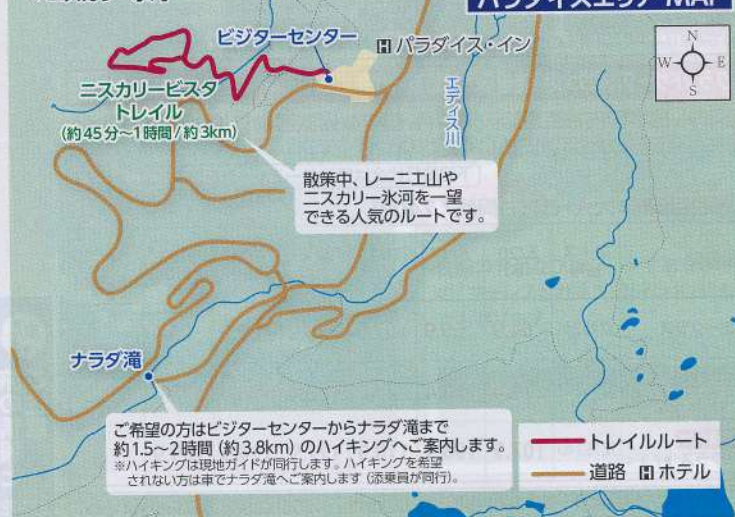 パラダイスエリア MAP
ビジターセンター
H パラダイス・イン
N
W E
S
エディス川
ニスカリービスタ
トレイル
(約45分～1時間/約3km)
散策中、レーニエ山や
ニスカリー氷河を一望
できる人気のルートです。
ナラダ滝
ご希望の方はビジターセンターからナラダ滝まで
約1.5～2時間(約3.8km)のハイキングへご案内します。
※ハイキングは現地ガイドが同行します。ハイキングを希望
されない方は車でナラダ滝へご案内します(添乗員が同行)。
トレイルルート
道路 H ホテル